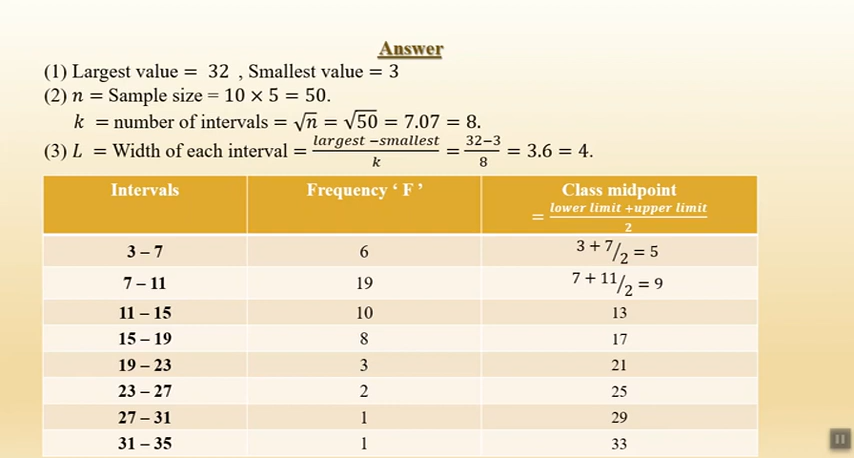 Answer
(1) Largest value = 32 , Smallest value = 3
(2) n = Sample size = 10 × 5 = 50.
k = number of intervals = √n = √50 = 7.07 = 8.
(3) L = Width of each interval = largest −smallest / k = 32−3 / 8 = 3.6 = 4.
Intervals Frequency ‘ F ’ Class midpoint
= lower limit +upper limit / 2
3 – 7 6 3 + 7/2 = 5
7 – 11 19 7 + 11/2 = 9
11 – 15 10 13
15 – 19 8 17
19 – 23 3 21
23 – 27 2 25
27 – 31 1 29
31 – 35 1 33